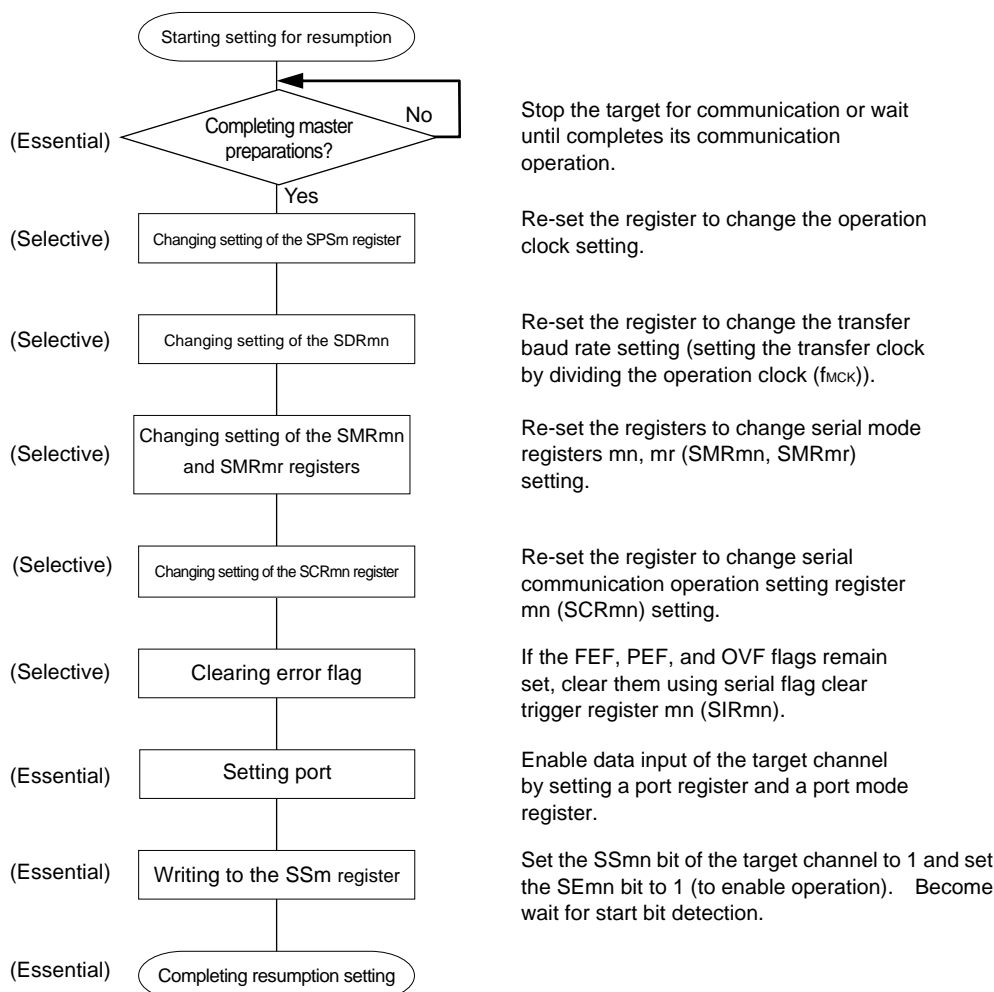 Starting setting for resumption
No
(Essential)
Completing master
preparations?
Stop the target for communication or wait
until completes its communication
operation.
Yes
(Selective)
Changing setting of the SPSm register
Re-set the register to change the operation
clock setting.
(Selective)
Changing setting of the SDRmn
Re-set the register to change the transfer
baud rate setting (setting the transfer clock
by dividing the operation clock (fMCK)).
(Selective)
Changing setting of the SMRmn
and SMRmr registers
Re-set the registers to change serial mode
registers mn, mr (SMRmn, SMRmr)
setting.
(Selective)
Changing setting of the SCRmn register
Re-set the register to change serial
communication operation setting register
mn (SCRmn) setting.
(Selective)
Clearing error flag
If the FEF, PEF, and OVF flags remain
set, clear them using serial flag clear
trigger register mn (SIRmn).
(Essential)
Setting port
Enable data input of the target channel
by setting a port register and a port mode
register.
(Essential)
Writing to the SSm register
Set the SSmn bit of the target channel to 1 and set
the SEmn bit to 1 (to enable operation). Become
wait for start bit detection.
(Essential)
Completing resumption setting